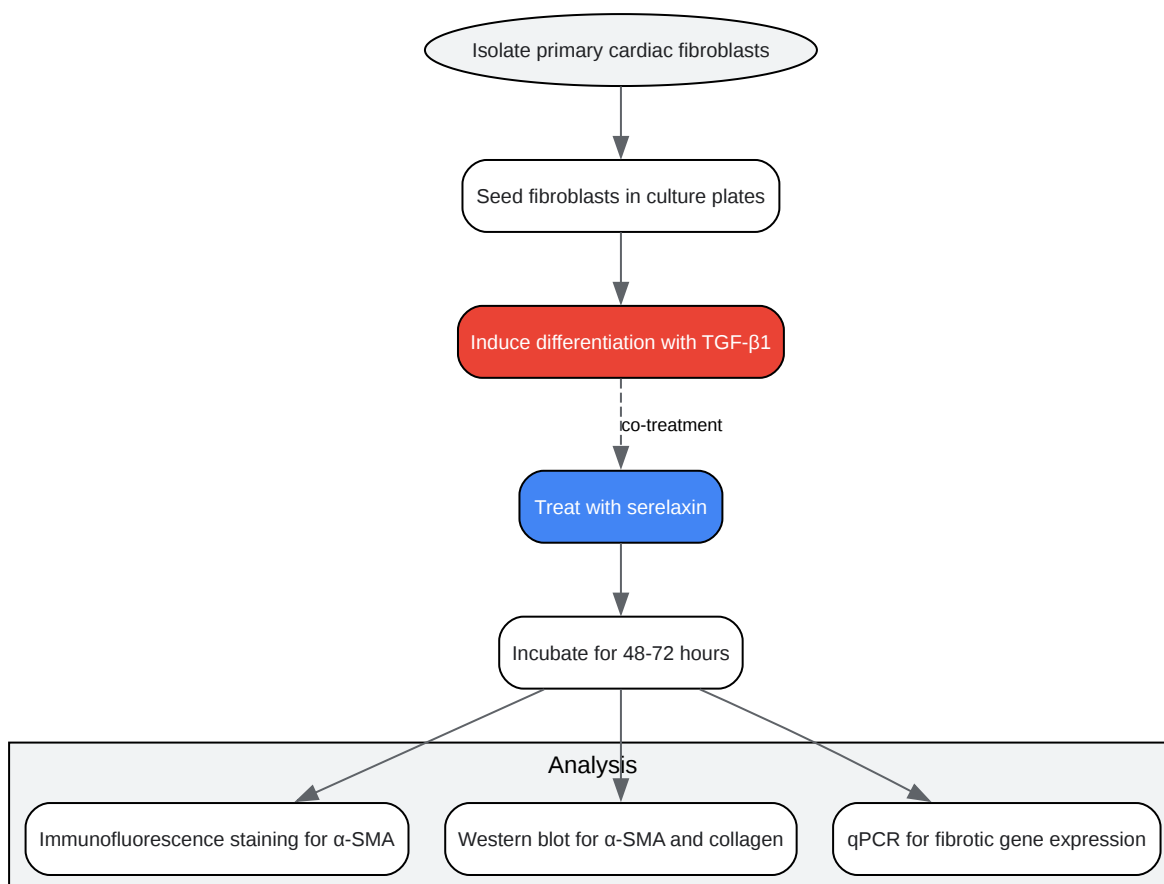 Isolate primary cardiac fibroblasts
Seed fibroblasts in culture plates
Induce differentiation with TGF-β1
co-treatment
Treat with serelaxin
Incubate for 48-72 hours
Analysis
Immunofluorescence staining for α-SMA
Western blot for α-SMA and collagen
qPCR for fibrotic gene expression